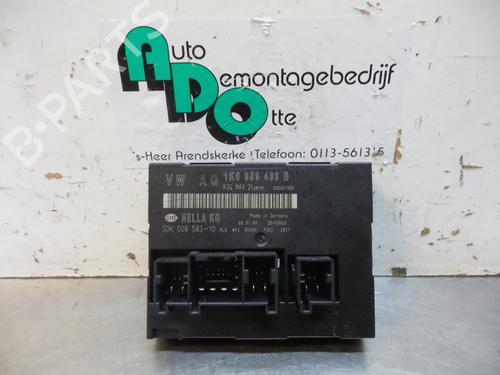 Auto
Demontagebedrijf
Otte
's-Heer Arendskerke Telefoon: 0113-561315
B-PARTS
VW AG 1K0 959 433 B
KSG MAX 2tuerer
HELLA KG Made in Germany
5DK 008 583-10